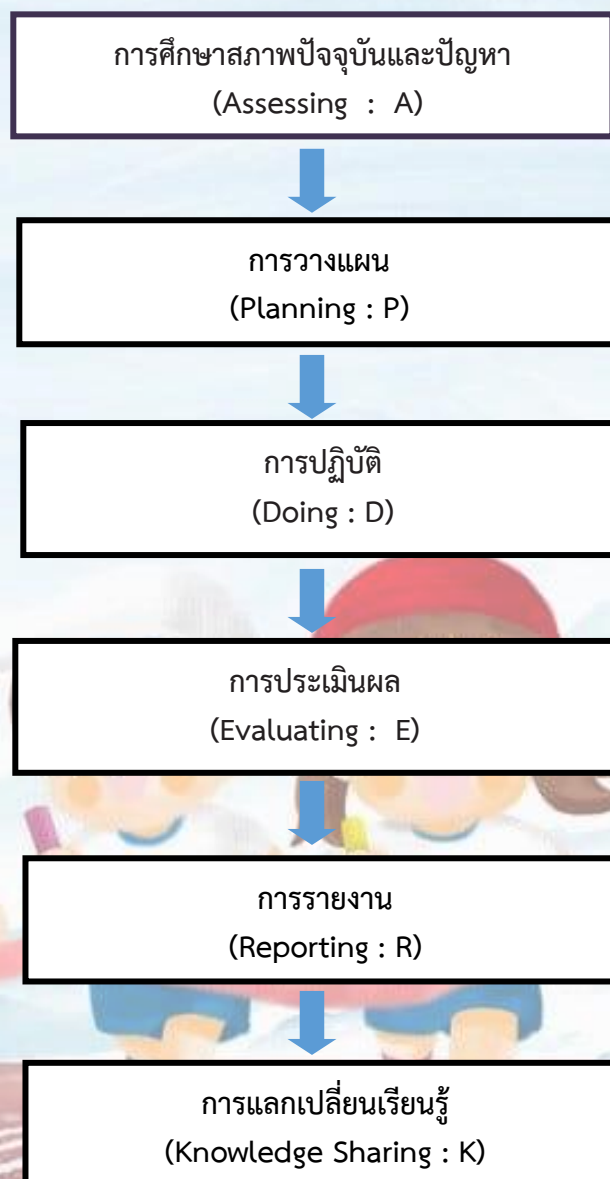 การศึกษาสภาพปัจจุบันและปัญหา
(Assessing : A)
การวางแผน
(Planning : P)
การปฏิบัติ
(Doing : D)
การประเมินผล
(Evaluating : E)
การรายงาน
(Reporting : R)
การแลกเปลี่ยนเรียนรู้
(Knowledge Sharing : K)